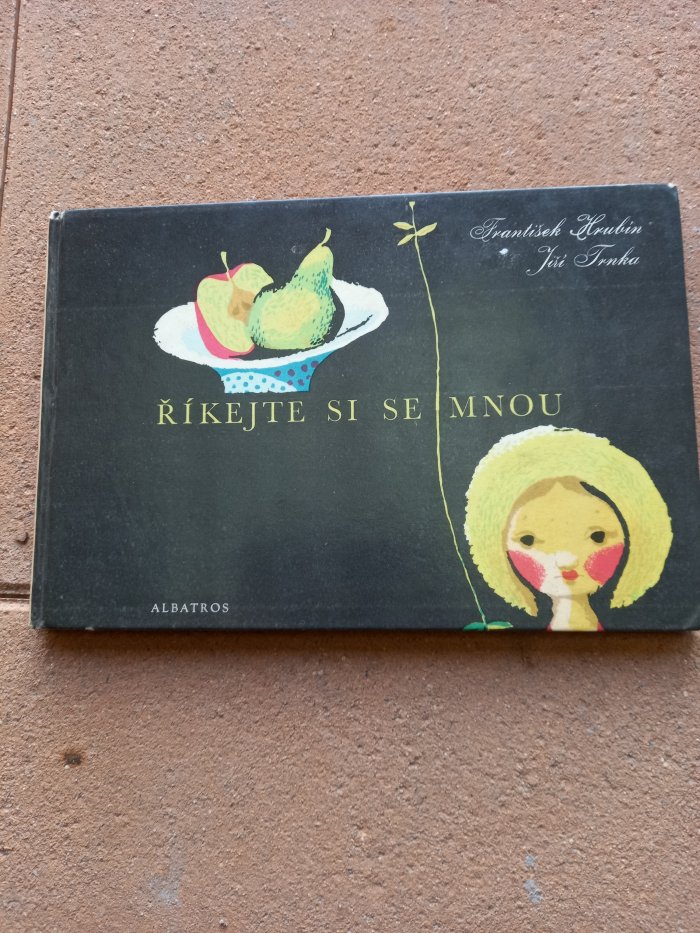 František Hrubín
Jiří Trnka
ŘÍKEJTE SI SE MNOU
ALBATROS